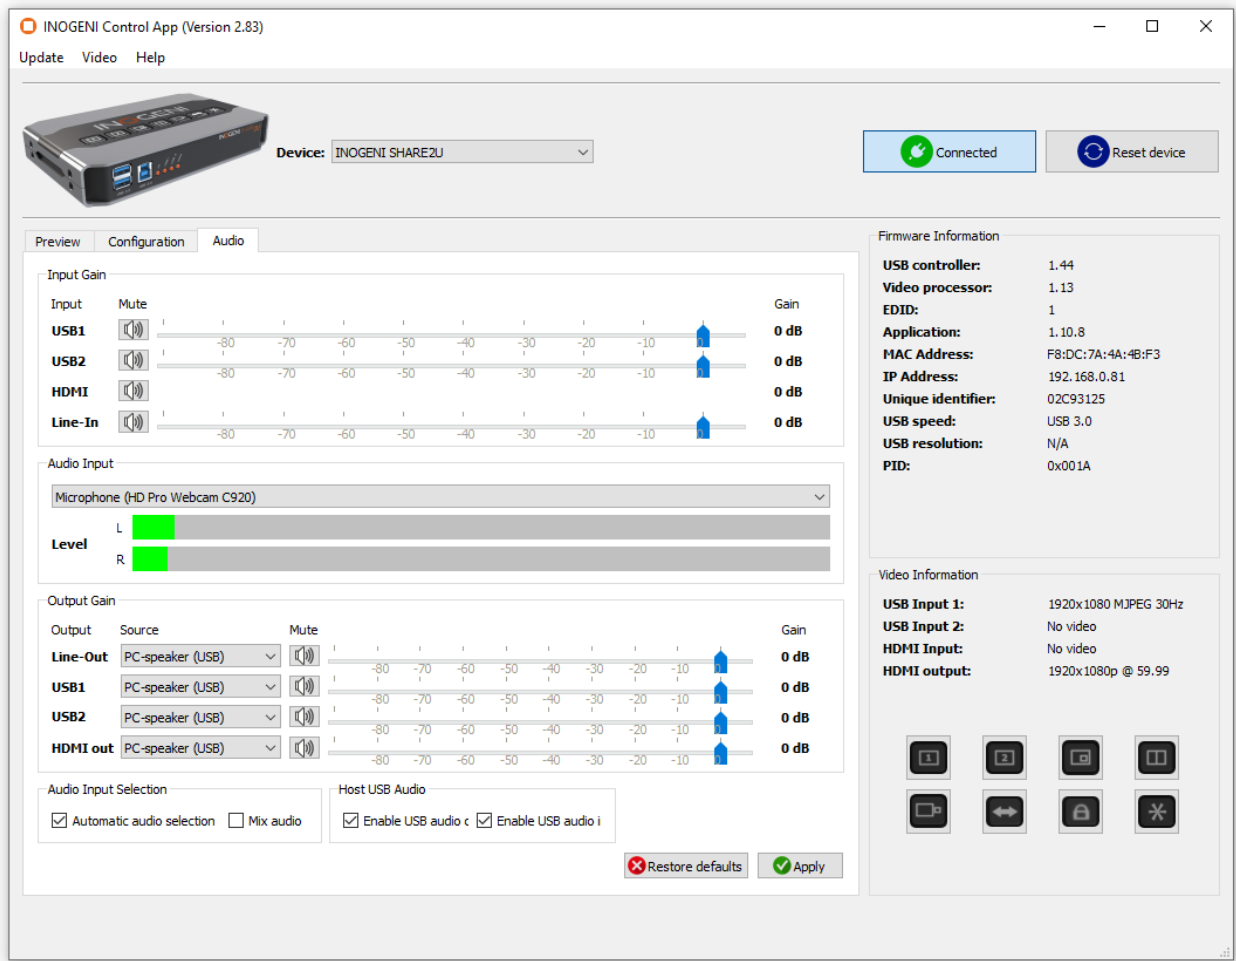 INOGENI Control App (Version 2.83)
Update Video Help
INOGENI
Device: INOGENI SHARE2U
Connected
Reset device
Preview Configuration Audio
Input Gain
Input Mute Gain
USB1 0 dB
-80 -70 -60 -50 -40 -30 -20 -10 0
USB2 0 dB
-80 -70 -60 -50 -40 -30 -20 -10 0
HDMI 0 dB
Line-In 0 dB
-80 -70 -60 -50 -40 -30 -20 -10 0
Audio Input
Microphone (HD Pro Webcam C920)
L
Level
R
Output Gain
Output Source Mute Gain
Line-Out PC-speaker (USB) 0 dB
-80 -70 -60 -50 -40 -30 -20 -10 0
USB1 PC-speaker (USB) 0 dB
-80 -70 -60 -50 -40 -30 -20 -10 0
USB2 PC-speaker (USB) 0 dB
-80 -70 -60 -50 -40 -30 -20 -10 0
HDMI out PC-speaker (USB) 0 dB
-80 -70 -60 -50 -40 -30 -20 -10 0
Audio Input Selection
Automatic audio selection Mix audio
Host USB Audio
Enable USB audio c Enable USB audio i
Restore defaults Apply
Firmware Information
USB controller: 1.44
Video processor: 1.13
EDID: 1
Application: 1.10.8
MAC Address: F8:DC:7A:4A:4B:F3
IP Address: 192.168.0.81
Unique identifier: 02C93125
USB speed: USB 3.0
USB resolution: N/A
PID: 0x001A
Video Information
USB Input 1: 1920x1080 MJPEG 30Hz
USB Input 2: No video
HDMI Input: No video
HDMI output: 1920x1080p @ 59.99
1 2